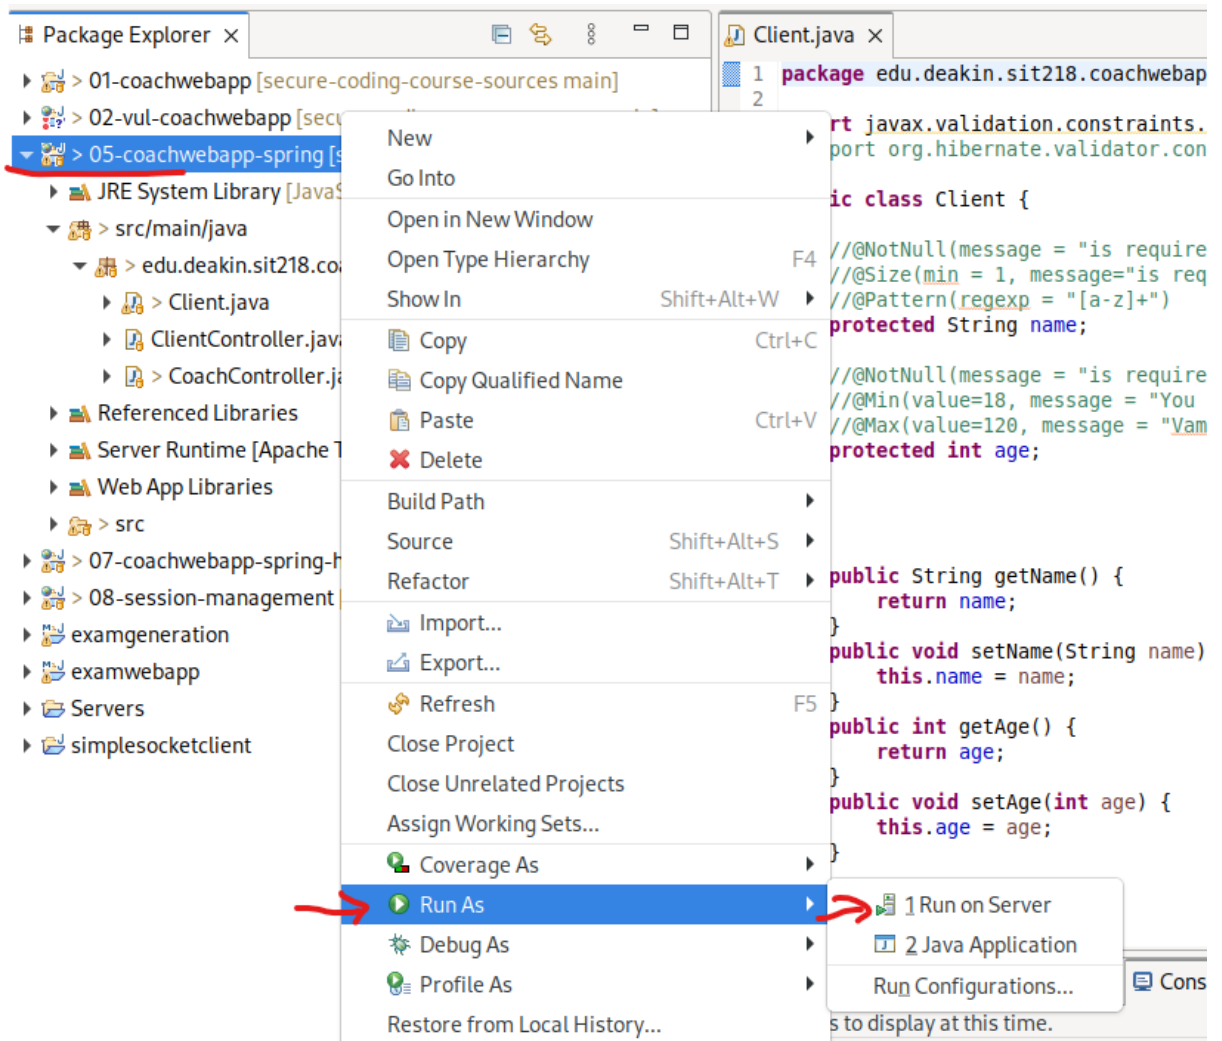 Package Explorer
> 01-coachwebapp [secure-coding-course-sources main]
> 02-vul-coachwebapp [secu
> 05-coachwebapp-spring [s
JRE System Library [JavaS
> src/main/java
> edu.deakin.sit218.coa
> Client.java
ClientController.java
> CoachController.ja
Referenced Libraries
Server Runtime [Apache T
Web App Libraries
> src
> 07-coachwebapp-spring-h
> 08-session-management [
examgeneration
examwebapp
Servers
simplesocketclient
New
Go Into
Open in New Window
Open Type Hierarchy F4
Show In Shift+Alt+W
Copy Ctrl+C
Copy Qualified Name
Paste Ctrl+V
Delete
Build Path
Source Shift+Alt+S
Refactor Shift+Alt+T
Import...
Export...
Refresh F5
Close Project
Close Unrelated Projects
Assign Working Sets...
Coverage As
Run As
Debug As
Profile As
Restore from Local History...
1 Run on Server
2 Java Application
Run Configurations...
Client.java
1 package edu.deakin.sit218.coachwebap
2
rt javax.validation.constraints.
port org.hibernate.validator.con
ic class Client {
//@NotNull(message = "is require
//@Size(min = 1, message="is req
//@Pattern(regexp = "[a-z]+")
protected String name;
//@NotNull(message = "is require
//@Min(value=18, message = "You
//@Max(value=120, message = "Vam
protected int age;
public String getName() {
return name;
}
public void setName(String name)
this.name = name;
}
public int getAge() {
return age;
}
public void setAge(int age) {
this.age = age;
}
Cons
s to display at this time.